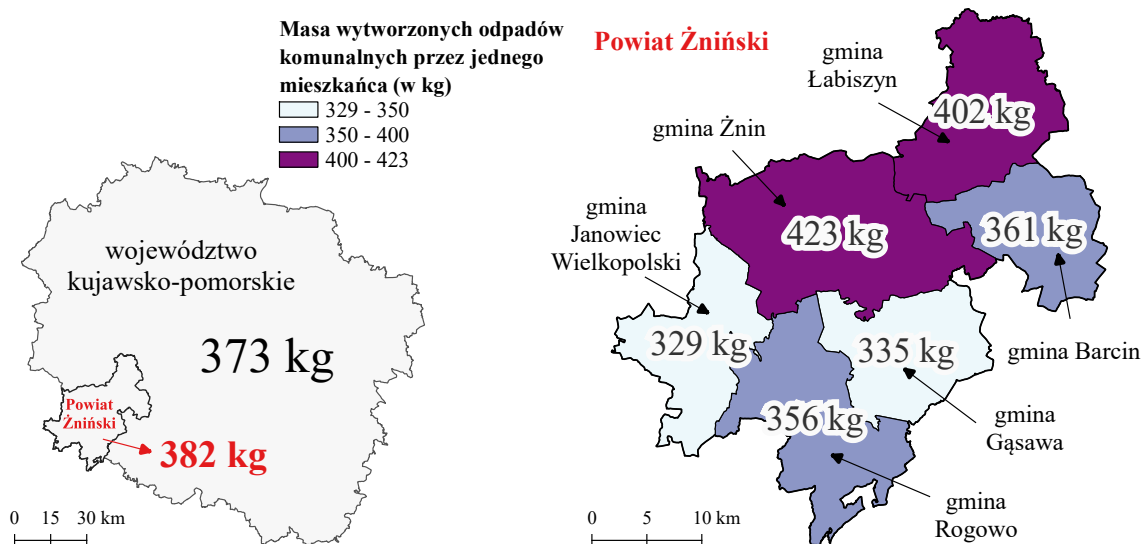 Masa wytworzonych odpadów
komunalnych przez jednego
mieszkańca (w kg)
329 - 350
350 - 400
400 - 423
województwo
kujawsko-pomorskie
373 kg
Powiat
Żniński
382 kg
0 15 30 km
Powiat Żniński
gmina
Łabiszyn
402 kg
gmina Żnin
423 kg
361 kg
gmina
Janowiec
Wielkopolski
329 kg
335 kg
gmina Barcin
356 kg
gmina
Gąsawa
gmina
Rogowo
0 5 10 km